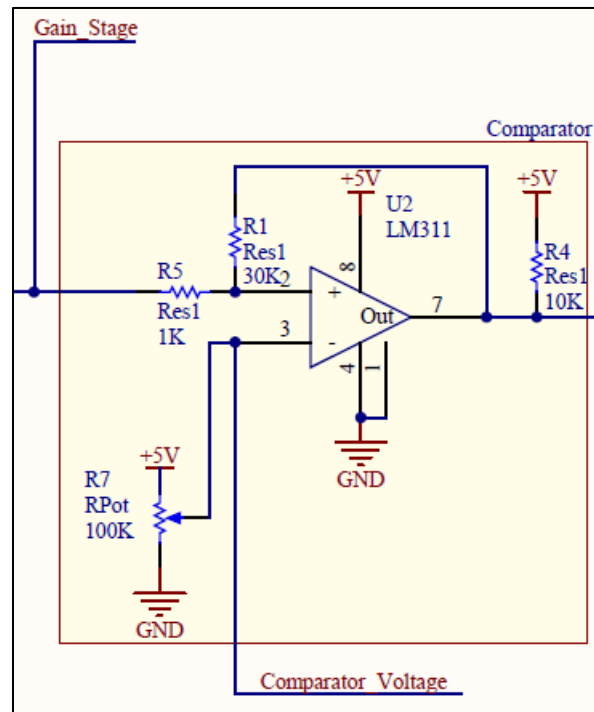 Gain_Stage
Comparator
+5V
+5V
U2
LM311
R1
Res1
30K
R4
Res1
10K
R5
Res1
1K
2
+
8
Out
7
3
-
4
1
GND
+5V
R7
RPot
100K
GND
Comparator_Voltage